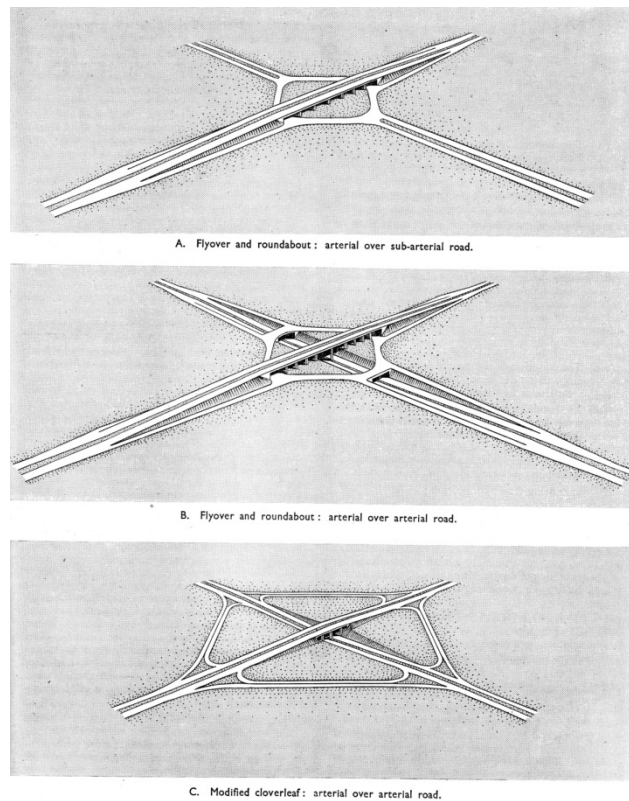 A. Flyover and roundabout: arterial over sub-arterial road.
B. Flyover and roundabout: arterial over arterial road.
C. Modified cloverleaf: arterial over arterial road.